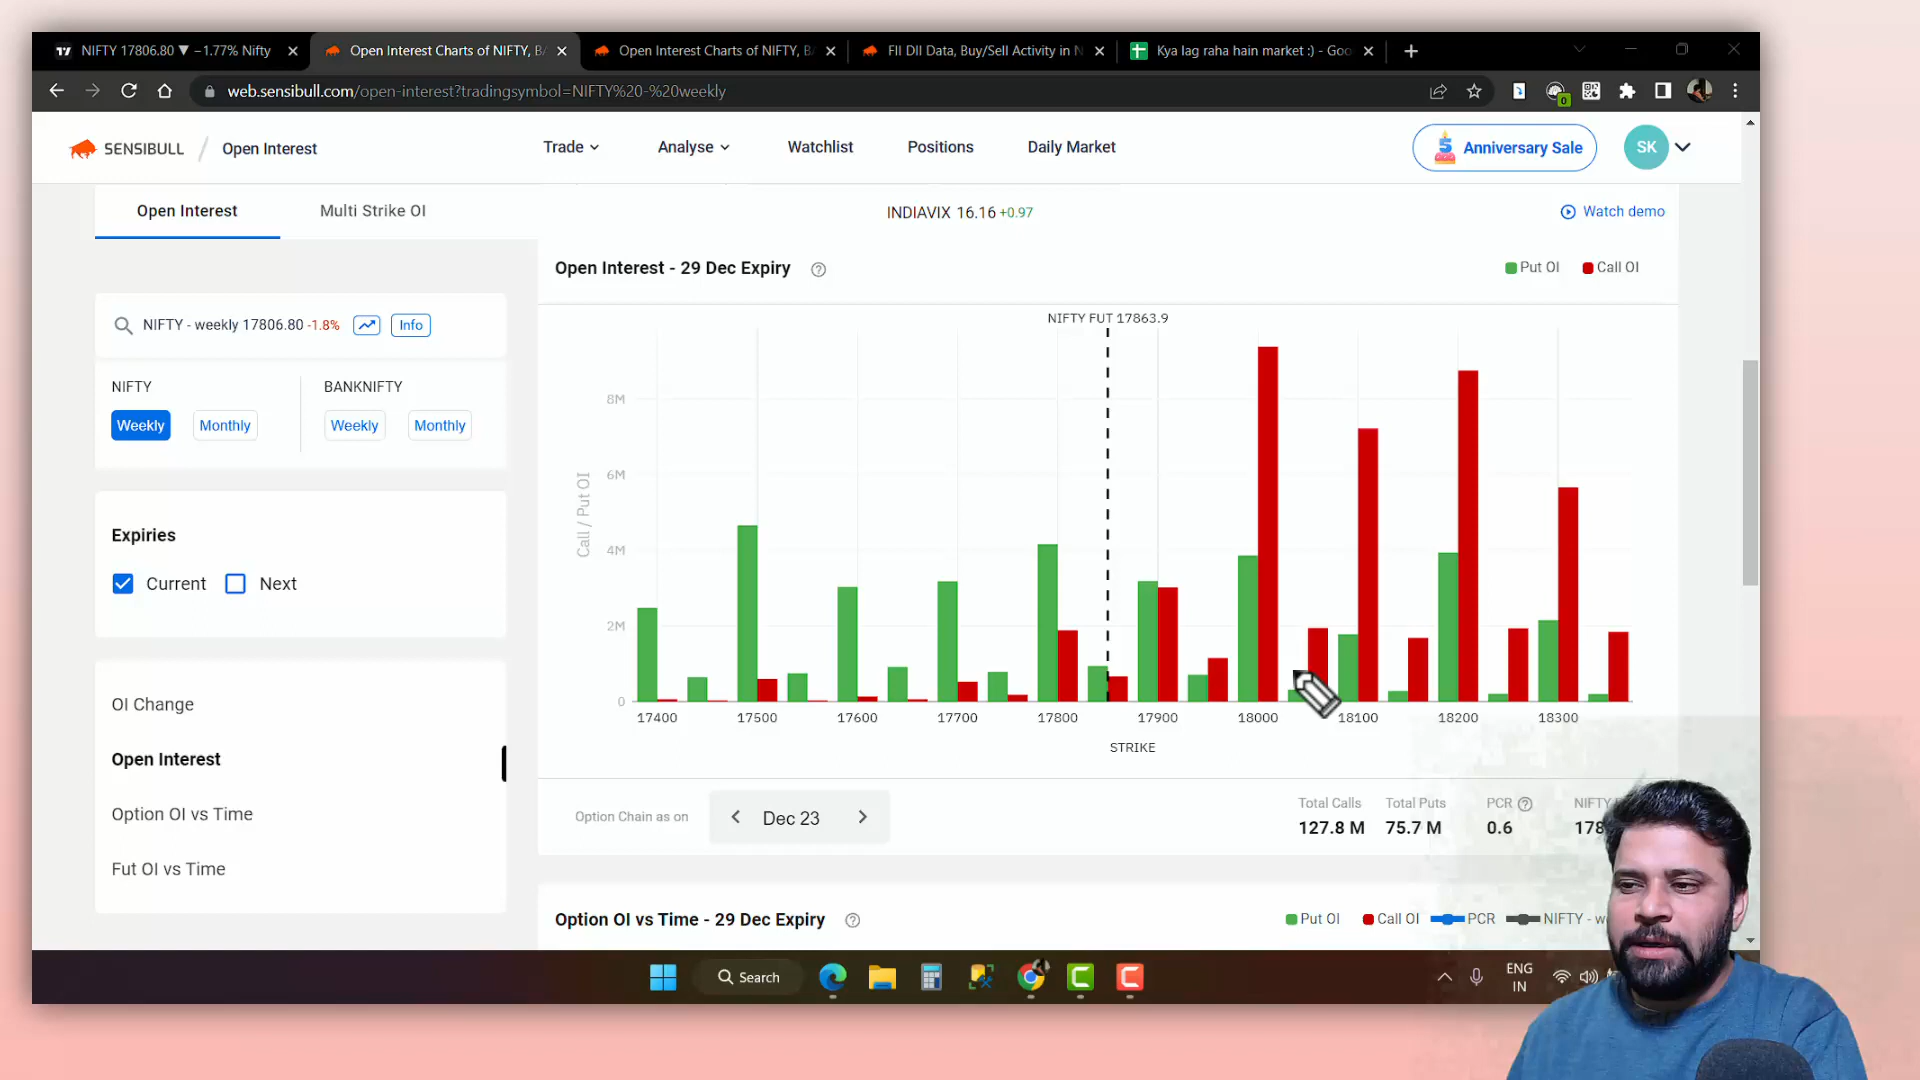 NIFTY 17806.80 ▼ −1.77% Nifty
Open Interest Charts of NIFTY, B
Open Interest Charts of NIFTY, B
FII DII Data, Buy/Sell Activity in N
Kya lag raha hain market :) - Goo
web.sensibull.com/open-interest?tradingsymbol=NIFTY%20-%20weekly
0
SENSIBULL / Open Interest
Trade
Analyse
Watchlist
Positions
Daily Market
5 Anniversary Sale
SK
Open Interest
Multi Strike OI
INDIAVIX 16.16 +0.97
Watch demo
Open Interest - 29 Dec Expiry
Put OI
Call OI
NIFTY - weekly 17806.80 -1.8%
Info
NIFTY
BANKNIFTY
Weekly
Monthly
Weekly
Monthly
Expiries
Current
Next
OI Change
Open Interest
Option OI vs Time
Fut OI vs Time
NIFTY FUT 17863.9
Call / Put OI
8M
6M
4M
2M
0
17400 17500 17600 17700 17800 17900 18000 18100 18200 18300
STRIKE
Option Chain as on
Dec 23
Total Calls
127.8 M
Total Puts
75.7 M
PCR
0.6
NIFTY
178
Option OI vs Time - 29 Dec Expiry
Put OI
Call OI
PCR
NIFTY - w
Search
ENG
IN